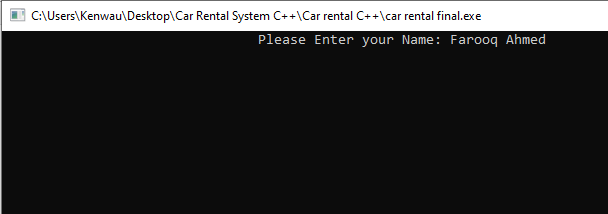 C:\Users\Kenwau\Desktop\Car Rental System C++\Car rental C++\car rental final.exe
Please Enter your Name: Farooq Ahmed